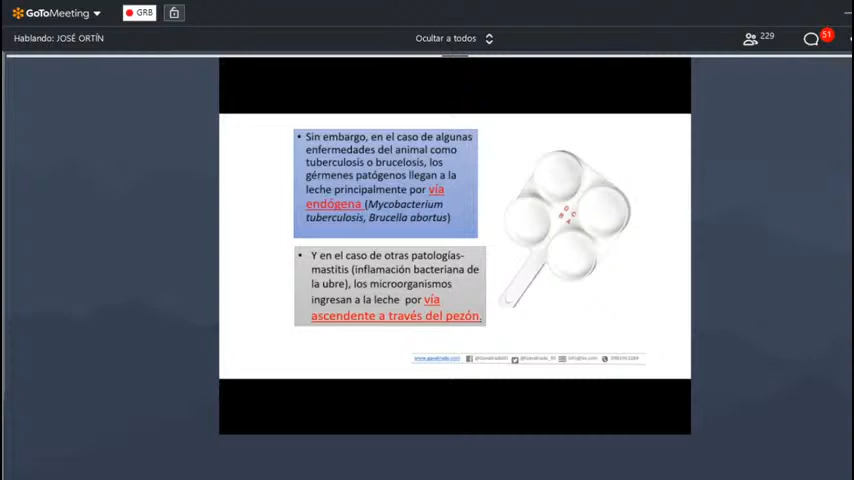 GoToMeeting
GRB
Hablando: JOSÉ ORTÍN
Ocultar a todos
229
51
• Sin embargo, en el caso de algunas
enfermedades del animal como
tuberculosis o brucelosis, los
gérmenes patógenos llegan a la
leche principalmente por vía
endógena (Mycobacterium
tuberculosis, Brucella abortus)
• Y en el caso de otras patologías-
mastitis (inflamación bacteriana de
la ubre), los microorganismos
ingresan a la leche por vía
ascendente a través del pezón.
D
B C
A